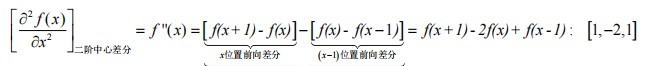 [∂²f(x)/∂x²]二阶中心差分 = f"(x) = [f(x+1)-f(x)]-[f(x)-f(x-1)] = f(x+1)-2f(x)+f(x-1): [1,-2,1]
x位置前向差分 (x-1)位置前向差分